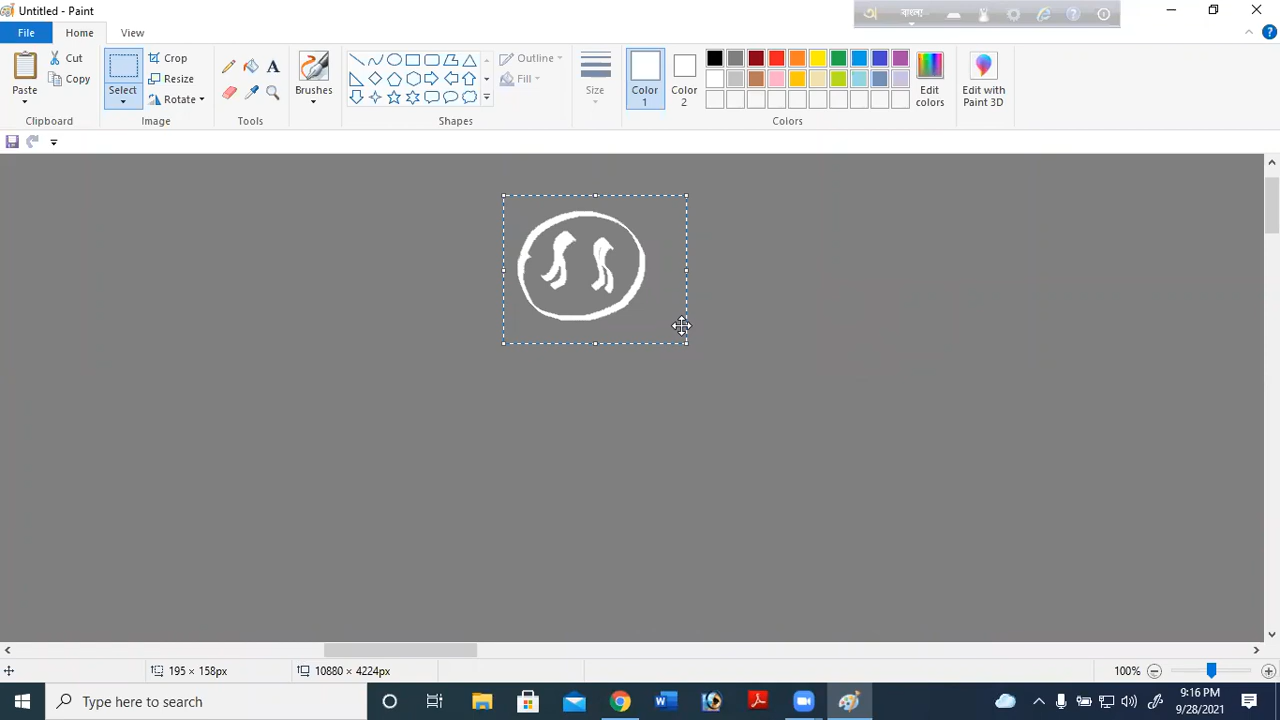 Untitled - Paint
বাংলা
File
Home
View
Paste
Cut
Copy
Clipboard
Select
Crop
Resize
Rotate
Image
Tools
Brushes
Shapes
Outline
Fill
Size
Color 1
Color 2
Edit colors
Colors
Edit with Paint 3D
195 × 158px
10880 × 4224px
100%
Type here to search
9:16 PM
9/28/2021